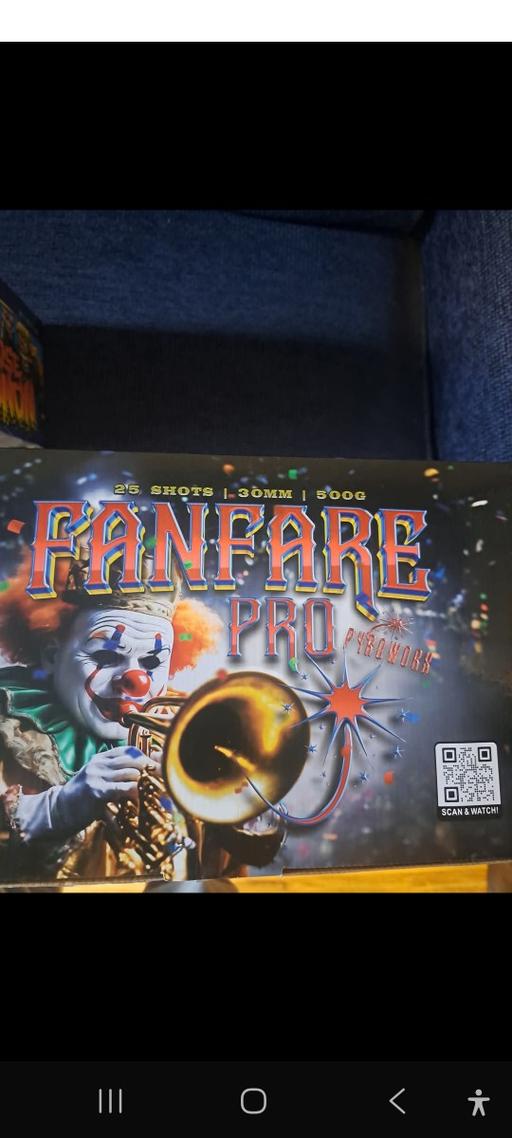 25 SHOTS | 30MM | 500G
FANFARE
PRO
PYROWORX
SCAN & WATCH!